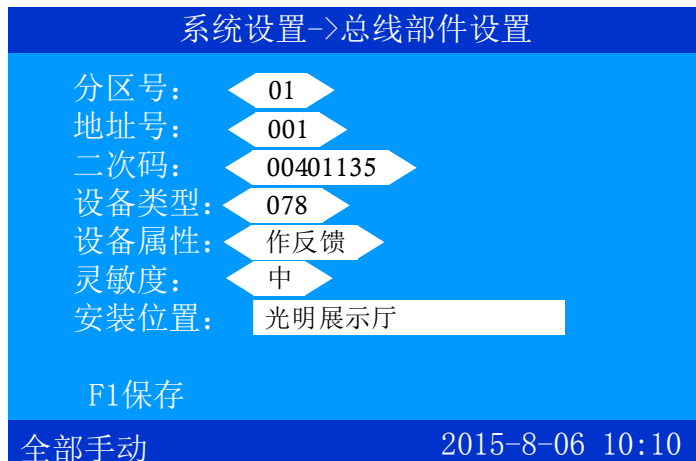 系统设置->总线部件设置
分区号： 01
地址号： 001
二次码： 00401135
设备类型： 078
设备属性： 作反馈
灵敏度： 中
安装位置： 光明展示厅
F1保存
全部手动 2015-8-06 10:10